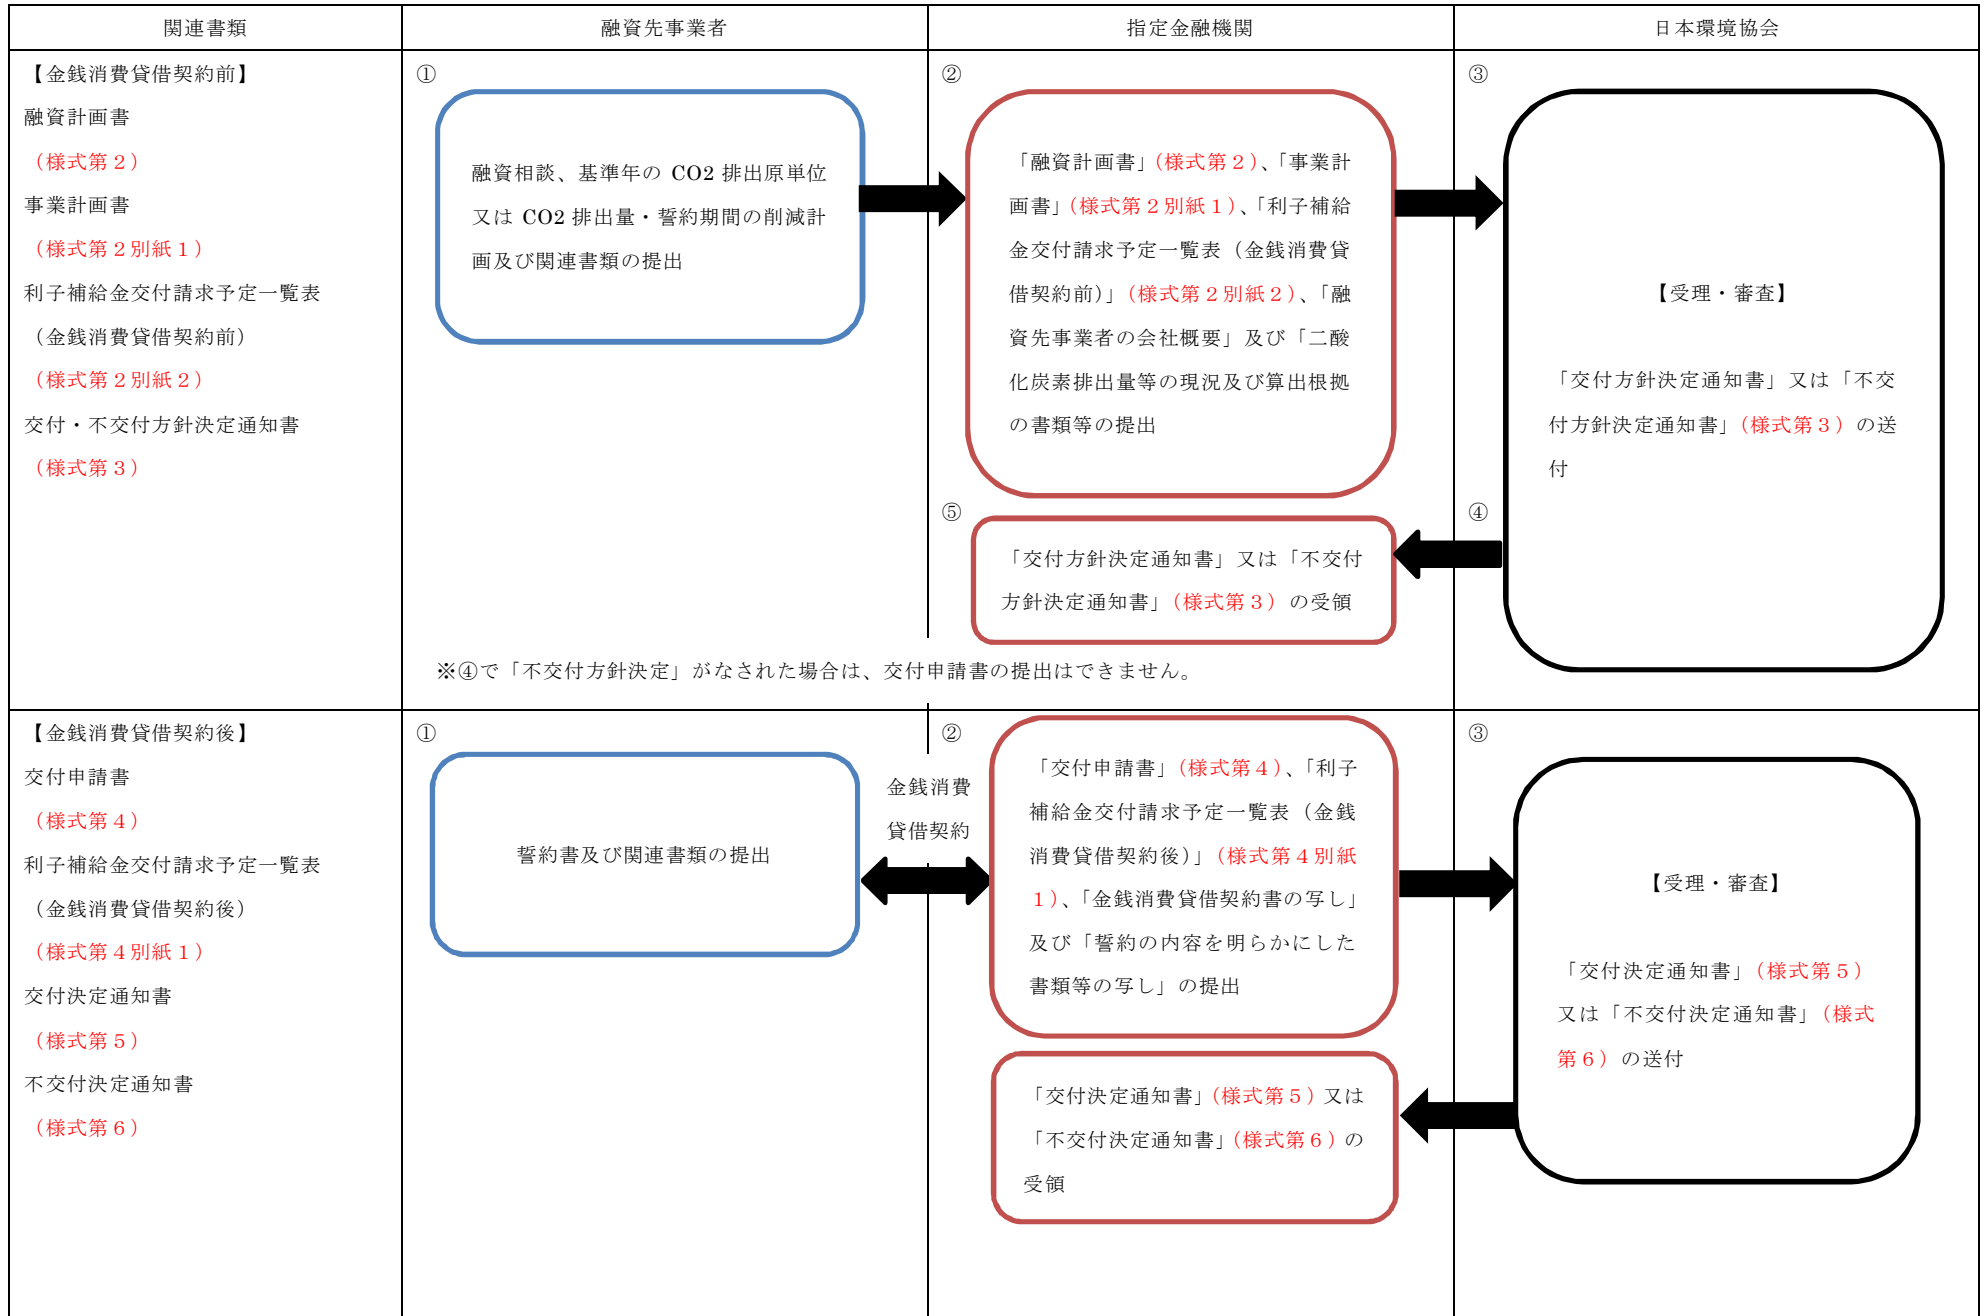 関連書類
融資先事業者
指定金融機関
日本環境協会
【金銭消費貸借契約前】
融資計画書
（様式第２）
事業計画書
（様式第２別紙１）
利子補給金交付請求予定一覧表
（金銭消費貸借契約前）
（様式第２別紙２）
交付・不交付方針決定通知書
（様式第３）
①
融資相談、基準年の CO2 排出原単位
又は CO2 排出量・誓約期間の削減計
画及び関連書類の提出
②
「融資計画書」（様式第２）、「事業計
画書」（様式第２別紙１）、「利子補給
金交付請求予定一覧表（金銭消費貸
借契約前）」（様式第２別紙２）、「融
資先事業者の会社概要」及び「二酸
化炭素排出量等の現況及び算出根拠
の書類等の提出
③
【受理・審査】
「交付方針決定通知書」又は「不交
付方針決定通知書」（様式第３）の送
付
④
⑤
「交付方針決定通知書」又は「不交付
方針決定通知書」（様式第３）の受領
※④で「不交付方針決定」がなされた場合は、交付申請書の提出はできません。
【金銭消費貸借契約後】
交付申請書
（様式第４）
利子補給金交付請求予定一覧表
（金銭消費貸借契約後）
（様式第４別紙１）
交付決定通知書
（様式第５）
不交付決定通知書
（様式第６）
①
誓約書及び関連書類の提出
金銭消費
貸借契約
②
「交付申請書」（様式第４）、「利子
補給金交付請求予定一覧表（金銭
消費貸借契約後）」（様式第４別紙
１）、「金銭消費貸借契約書の写し」
及び「誓約の内容を明らかにした
書類等の写し」の提出
③
【受理・審査】
「交付決定通知書」（様式第５）
又は「不交付決定通知書」（様式
第６）の送付
「交付決定通知書」（様式第５）又は
「不交付決定通知書」（様式第６）の
受領